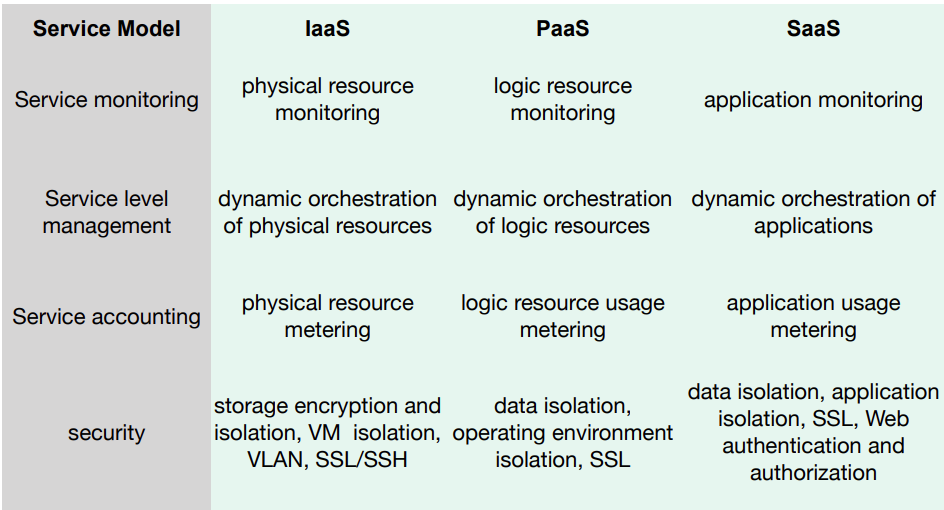 Service Model IaaS PaaS SaaS
Service monitoring
physical resource
monitoring
logic resource
monitoring
application monitoring
Service level
management
dynamic orchestration
of physical resources
dynamic orchestration
of logic resources
dynamic orchestration of
applications
Service accounting
physical resource
metering
logic resource usage
metering
application usage
metering
security
storage encryption and
isolation, VM isolation,
VLAN, SSL/SSH
data isolation,
operating environment
isolation, SSL
data isolation, application
isolation, SSL, Web
authentication and
authorization